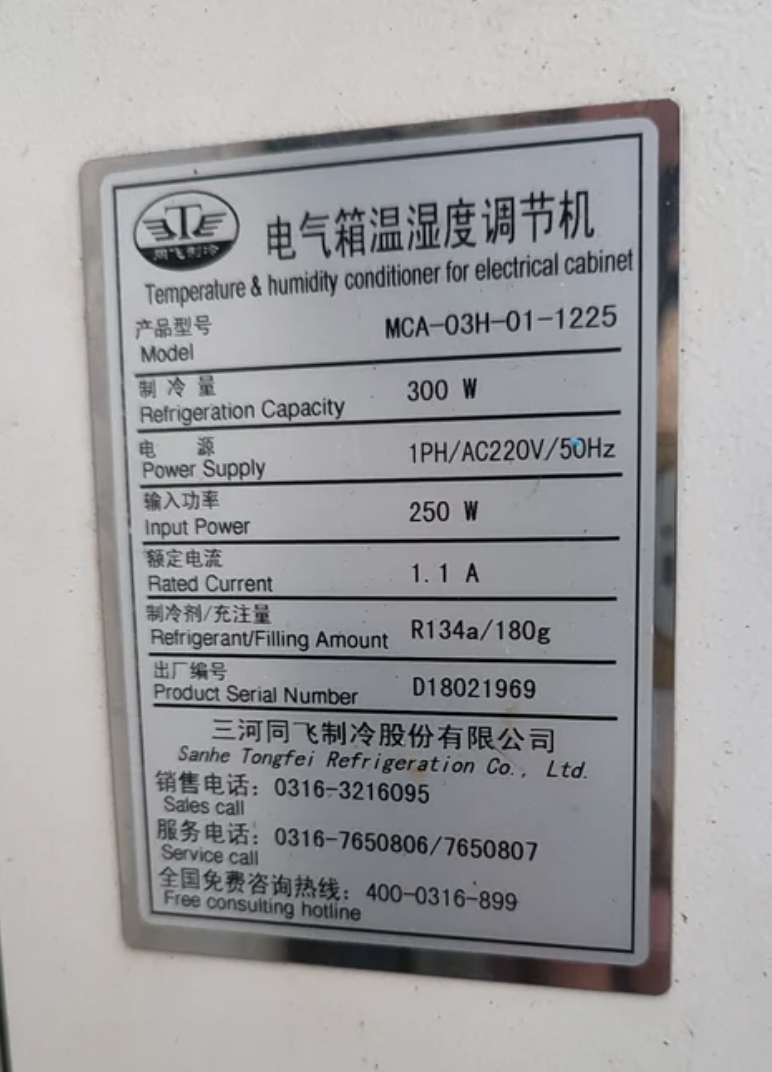 同飞制冷
电气箱温湿度调节机
Temperature & humidity conditioner for electrical cabinet
产品型号
Model
MCA-03H-01-1225
制冷量
Refrigeration Capacity
300 W
电源
Power Supply
1PH/AC220V/50Hz
输入功率
Input Power
250 W
额定电流
Rated Current
1.1 A
制冷剂/充注量
Refrigerant/Filling Amount
R134a/180g
出厂编号
Product Serial Number
D18021969
三河同飞制冷股份有限公司
Sanhe Tongfei Refrigeration Co., Ltd.
销售电话：0316-3216095
Sales call
服务电话：0316-7650806/7650807
Service call
全国免费咨询热线：400-0316-899
Free consulting hotline